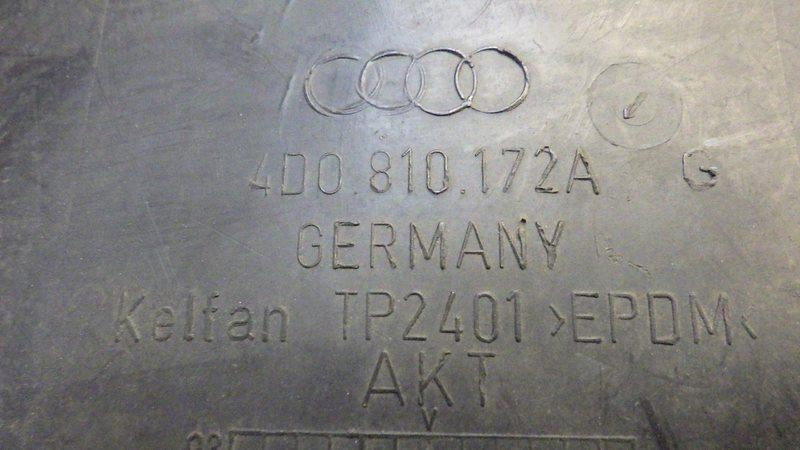 4D0.810.172A G
GERMANY
Kelfan TP2401 >EPDM<
AKT